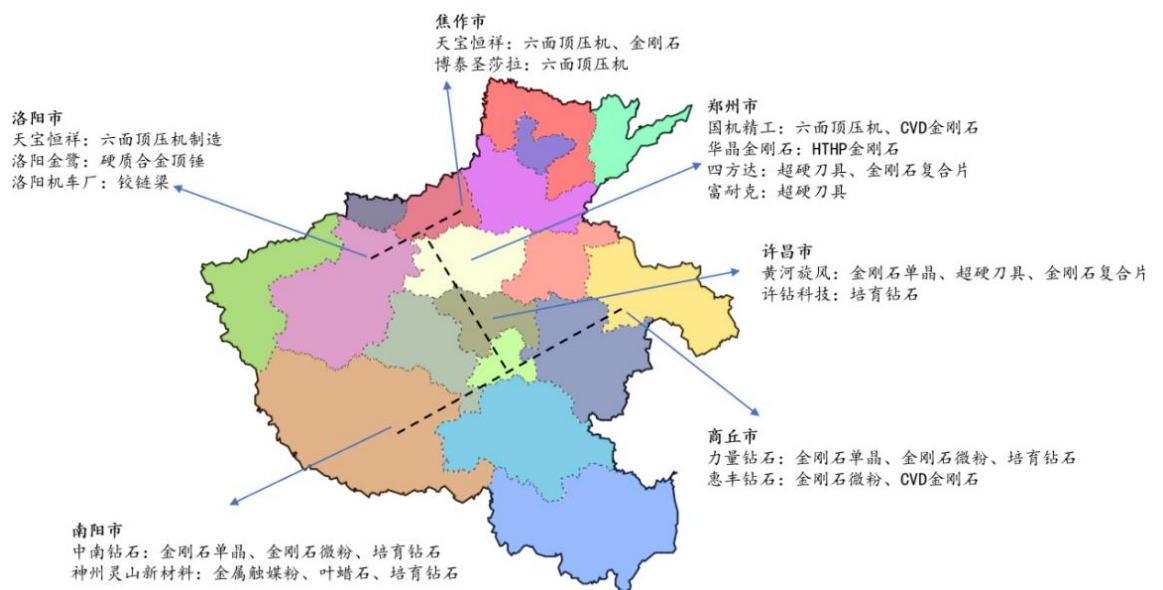 焦作市
天宝恒祥：六面顶压机、金刚石
博泰圣莎拉：六面顶压机
洛阳市
天宝恒祥：六面顶压机制造
洛阳金鹭：硬质合金顶锤
洛阳机车厂：铰链梁
郑州市
国机精工：六面顶压机、CVD金刚石
华晶金刚石：HTHP金刚石
四方达：超硬刀具、金刚石复合片
富耐克：超硬刀具
许昌市
黄河旋风：金刚石单晶、超硬刀具、金刚石复合片
许钻科技：培育钻石
商丘市
力量钻石：金刚石单晶、金刚石微粉、培育钻石
惠丰钻石：金刚石微粉、CVD金刚石
南阳市
中南钻石：金刚石单晶、金刚石微粉、培育钻石
神州灵山新材料：金属触媒粉、叶蜡石、培育钻石